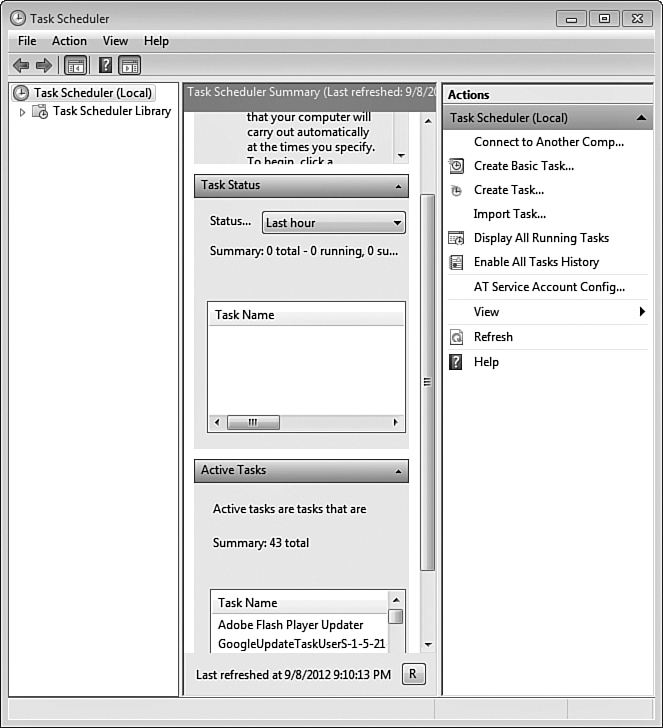 Task Scheduler
File Action View Help
Task Scheduler (Local)
Task Scheduler Library
Task Scheduler Summary (Last refreshed: 9/8/20
that your computer will
carry out automatically
at the times you specify.
To begin, click a
Task Status
Status... Last hour
Summary: 0 total - 0 running, 0 su...
Task Name
Active Tasks
Active tasks are tasks that are
Summary: 43 total
Task Name
Adobe Flash Player Updater
GoogleUpdateTaskUserS-1-5-21
Last refreshed at 9/8/2012 9:10:13 PM R
Actions
Task Scheduler (Local)
Connect to Another Comp...
Create Basic Task...
Create Task...
Import Task...
Display All Running Tasks
Enable All Tasks History
AT Service Account Config...
View
Refresh
Help